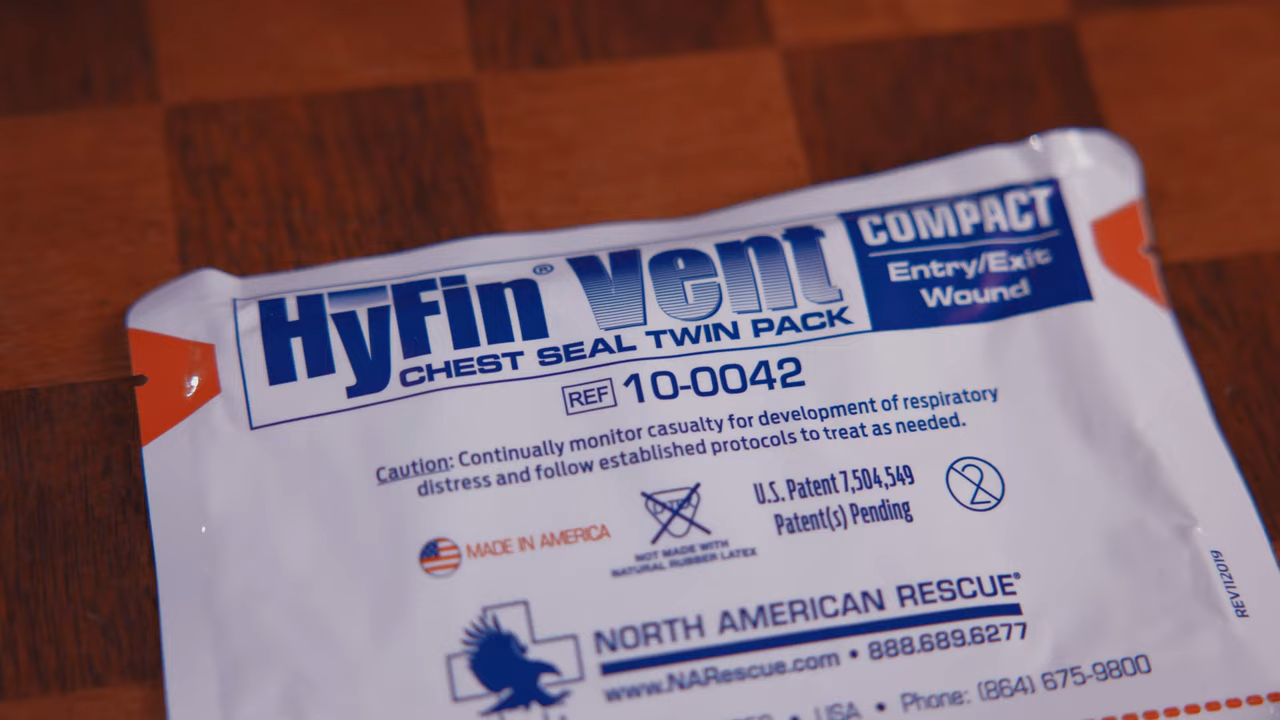 HyFin® Vent
CHEST SEAL TWIN PACK
COMPACT
Entry/Exit
Wound
REF 10-0042
Caution: Continually monitor casualty for development of respiratory
distress and follow established protocols to treat as needed.
MADE IN AMERICA
LATEX
NOT MADE WITH
NATURAL RUBBER LATEX
U.S. Patent 7,504,549
Patent(s) Pending
2
REV112019
NORTH AMERICAN RESCUE®
www.NARescue.com • 888.689.6277
• USA • Phone: (864) 675-9800